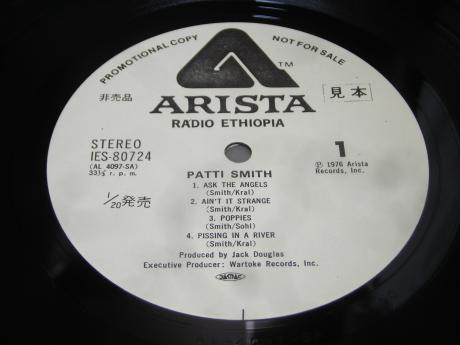 PROMOTIONAL COPY NOT FOR SALE
TM
非売品
見本
ARISTA
RADIO ETHIOPIA
STEREO
IES-80724
(AL 4097-SA)
33⅓ r.p.m.
1
Ⓟ 1976 Arista
Records, Inc.
1/20発売
PATTI SMITH
1. ASK THE ANGELS
(Smith/Kral)
2. AIN'T IT STRANGE
(Smith/Kral)
3. POPPIES
(Smith/Sohl)
4. PISSING IN A RIVER
(Smith/Kral)
Produced by Jack Douglas
Executive Producer: Wartoke Records, Inc.
JASRAC